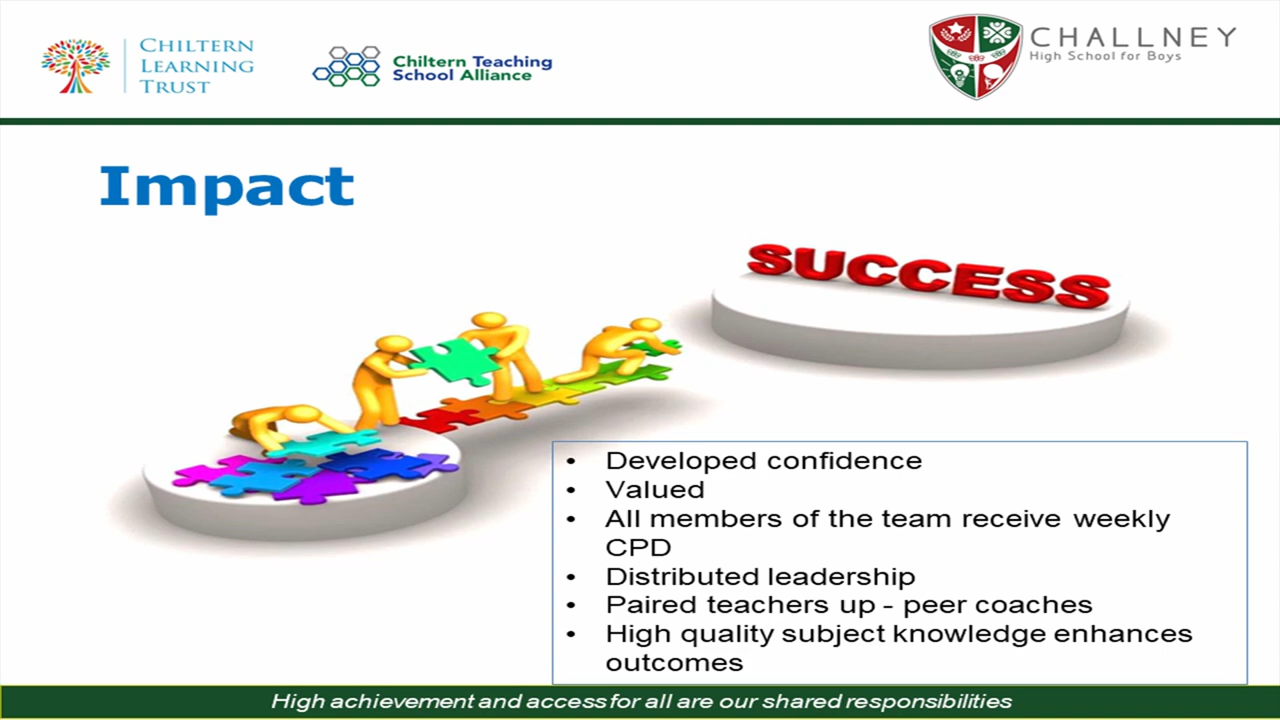 CHILTERN
LEARNING
TRUST
Chiltern Teaching
School Alliance
CHALLNEY
High School for Boys
Impact
SUCCESS
• Developed confidence
• Valued
• All members of the team receive weekly
CPD
• Distributed leadership
• Paired teachers up - peer coaches
• High quality subject knowledge enhances
outcomes
High achievement and access for all are our shared responsibilities